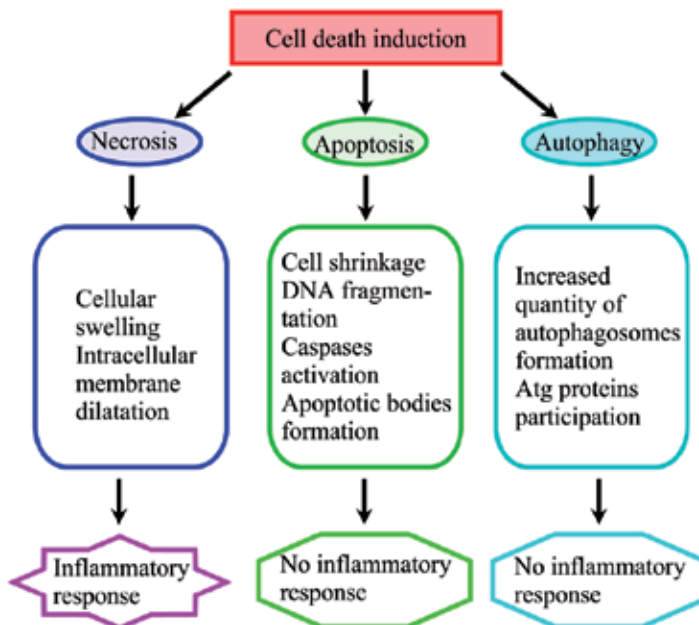 Cell death induction
Necrosis
Apoptosis
Autophagy
Cellular
swelling
Intracellular
membrane
dilatation
Cell shrinkage
DNA fragmen-
tation
Caspases
activation
Apoptotic bodies
formation
Increased
quantity of
autophagosomes
formation
Atg proteins
participation
Inflammatory
response
No inflammatory
response
No inflammatory
response